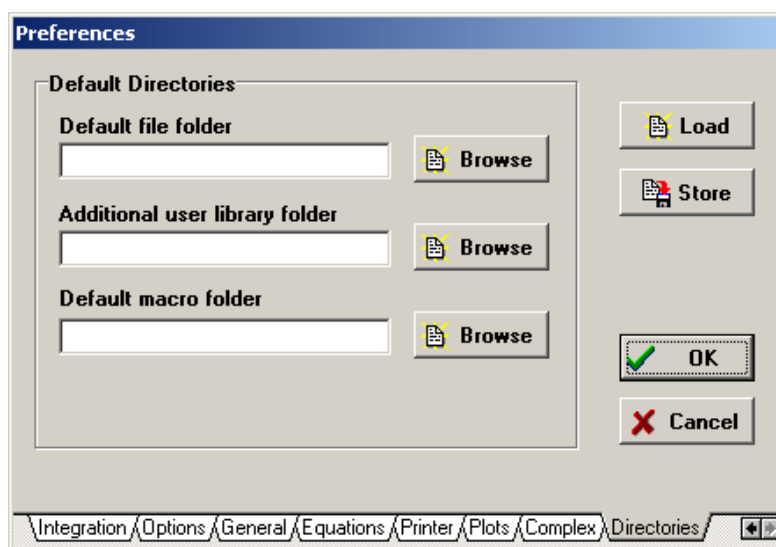 Preferences
Default Directories
Default file folder
Browse
Additional user library folder
Browse
Default macro folder
Browse
Load
Store
OK
Cancel
Integration Options General Equations Printer Plots Complex Directories